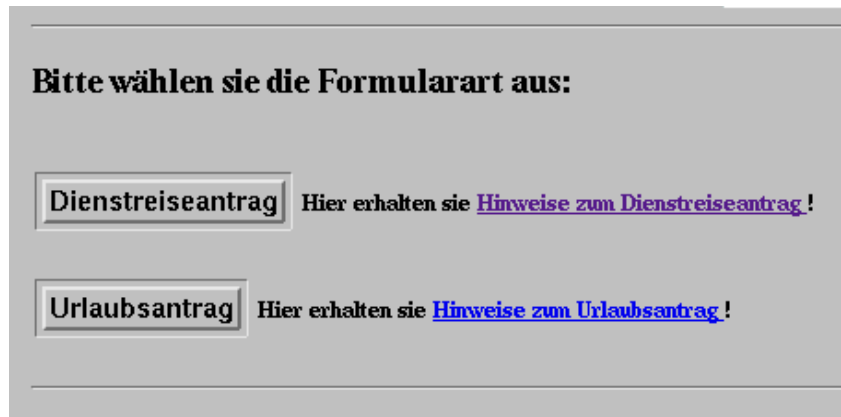 Bitte wählen sie die Formularart aus:
Dienstreiseantrag Hier erhalten sie Hinweise zum Dienstreiseantrag !
Urlaubsantrag Hier erhalten sie Hinweise zum Urlaubsantrag !